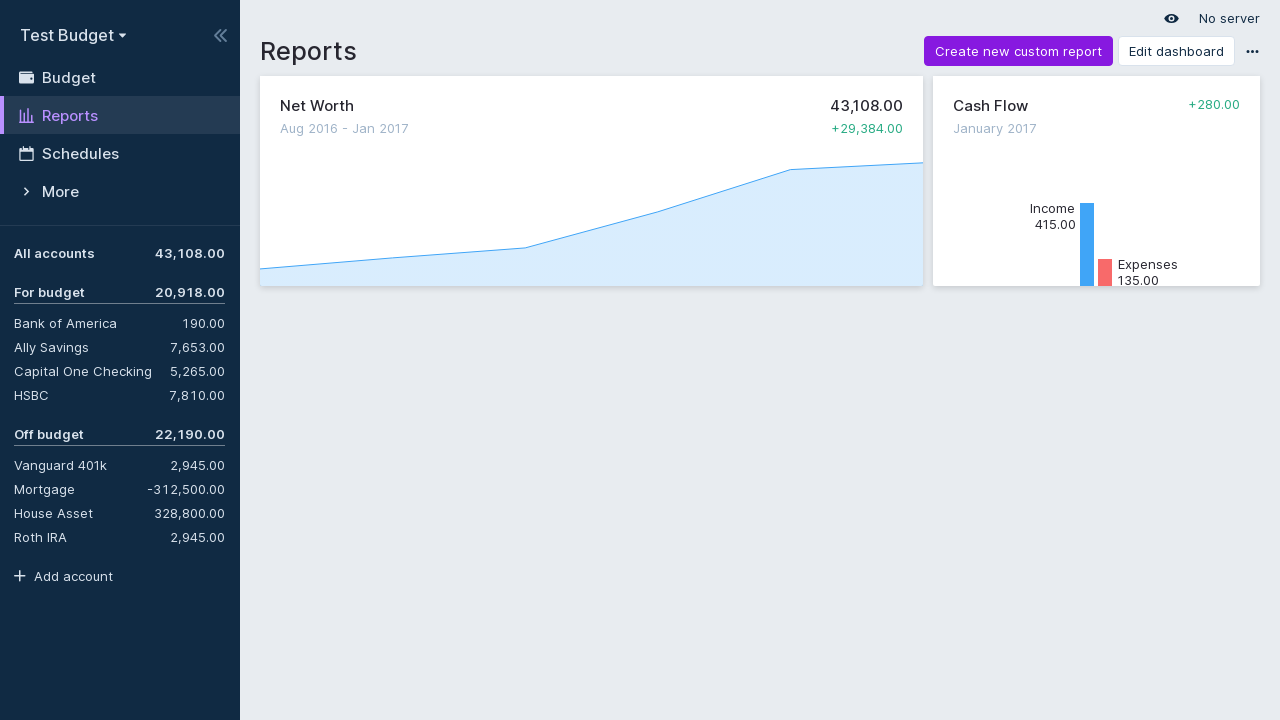 Test Budget
Budget
Reports
Schedules
More
All accounts 43,108.00
For budget 20,918.00
Bank of America 190.00
Ally Savings 7,653.00
Capital One Checking 5,265.00
HSBC 7,810.00
Off budget 22,190.00
Vanguard 401k 2,945.00
Mortgage -312,500.00
House Asset 328,800.00
Roth IRA 2,945.00
Add account
No server
Reports
Create new custom report
Edit dashboard
Net Worth 43,108.00
Aug 2016 - Jan 2017 +29,384.00
Cash Flow +280.00
January 2017
Income
415.00
Expenses
135.00